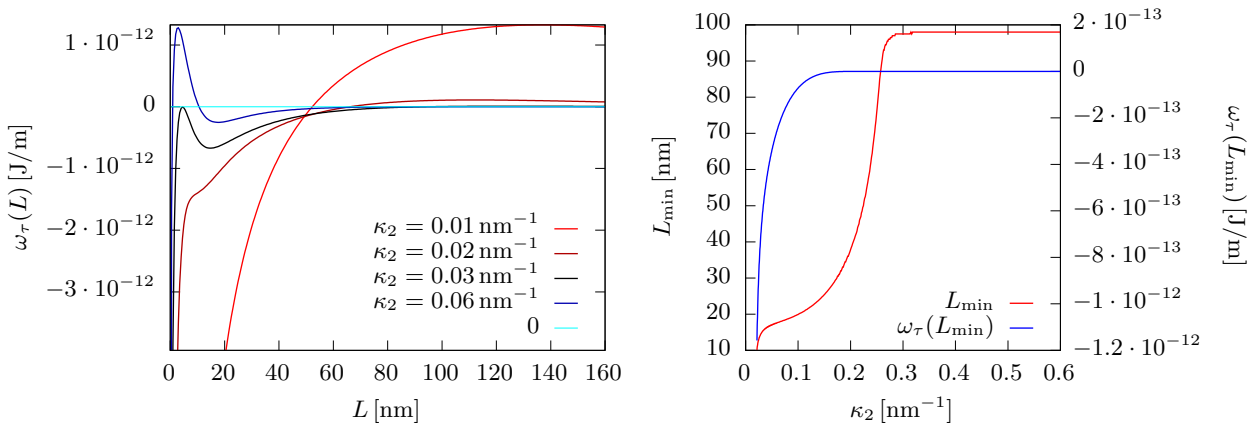 1·10⁻¹²
0
−1·10⁻¹²
−2·10⁻¹²
−3·10⁻¹²
ω_τ(L) [J/m]
κ₂ = 0.01 nm⁻¹
κ₂ = 0.02 nm⁻¹
κ₂ = 0.03 nm⁻¹
κ₂ = 0.06 nm⁻¹
0
0 20 40 60 80 100 120 140 160
L [nm]
100
90
80
70
60
50
40
30
20
10
L_min [nm]
2·10⁻¹³
0
−2·10⁻¹³
−4·10⁻¹³
−6·10⁻¹³
−8·10⁻¹³
−1·10⁻¹²
−1.2·10⁻¹²
ω_τ(L_min) [J/m]
L_min
ω_τ(L_min)
0 0.1 0.2 0.3 0.4 0.5 0.6
κ₂ [nm⁻¹]